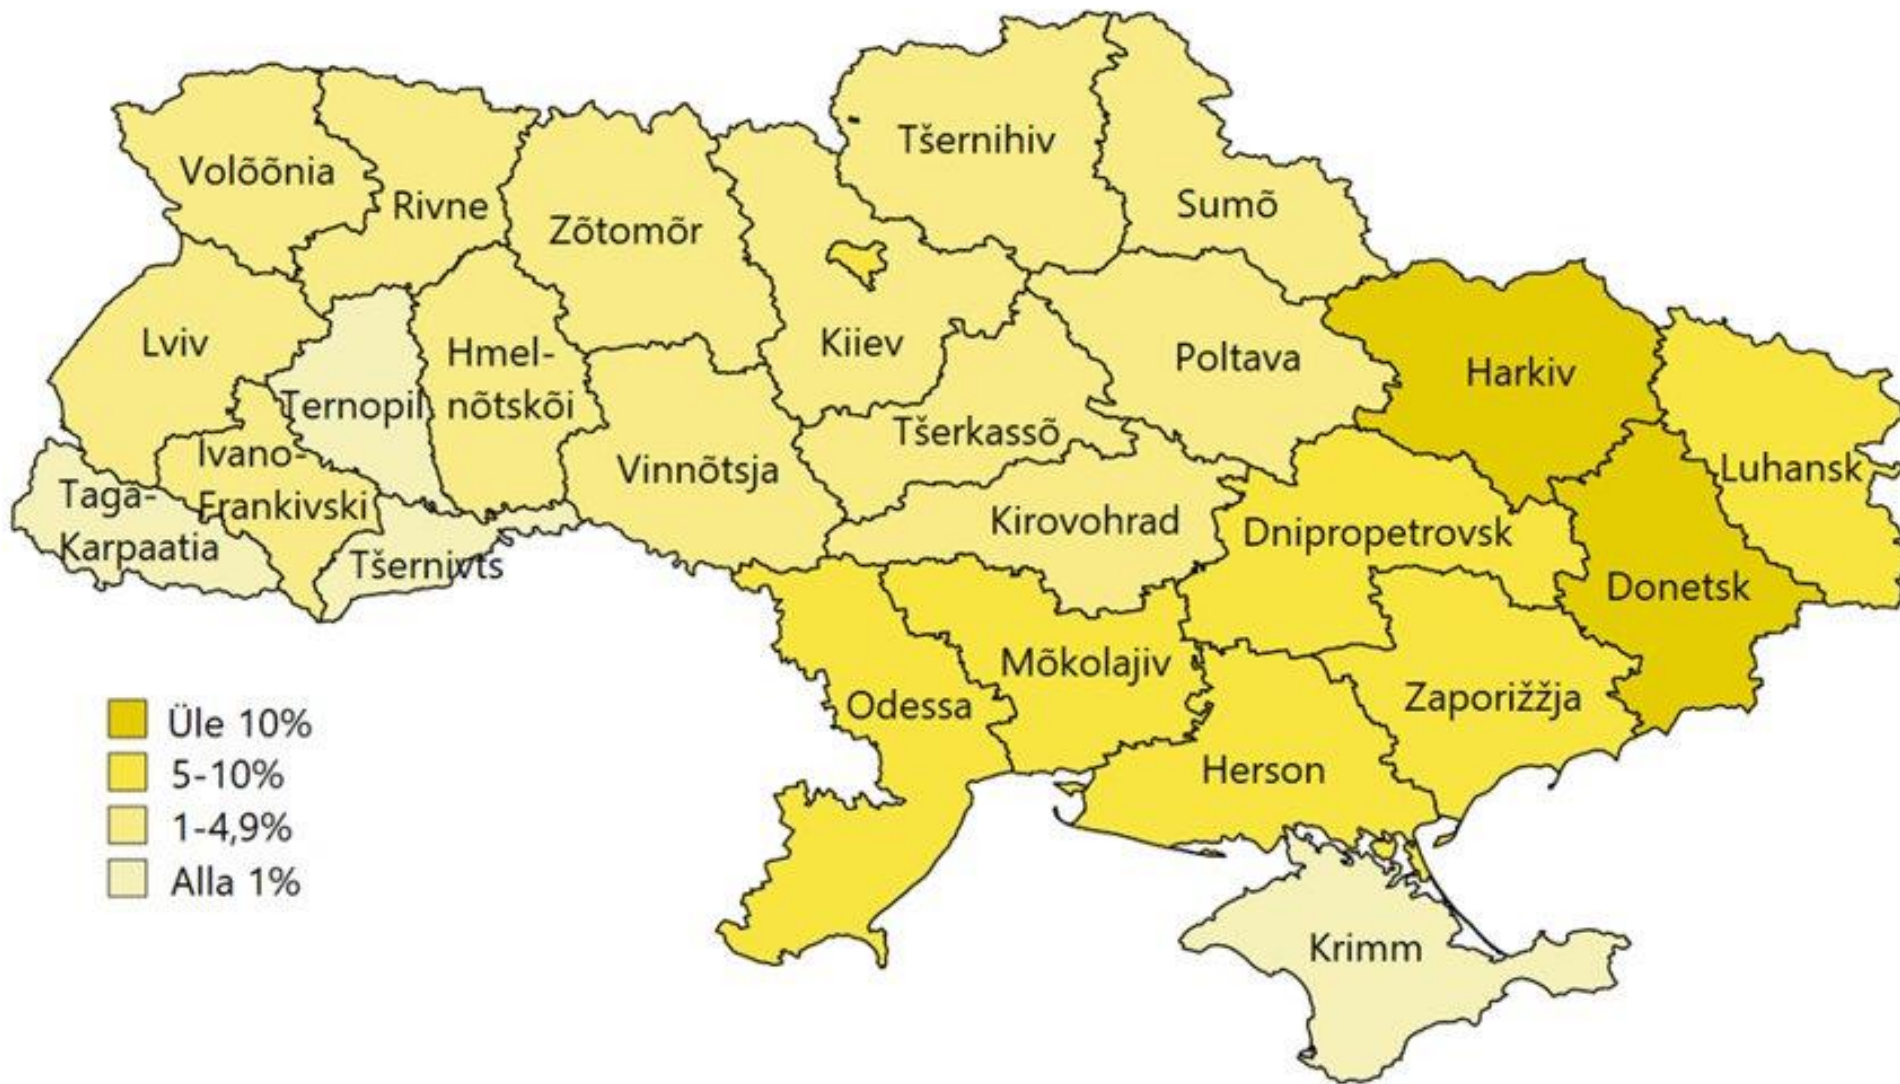 Tšernihiv
Volõõnia
Rivne
Sumõ
Zõtomõr
Lviv
Hmel-
nõtskõi
Kiiev
Poltava
Harkiv
Ternopil
Tšerkassõ
Ivano-
Frankivski
Vinnõtsja
Luhansk
Taga-
Karpaatia
Kirovohrad
Dnipropetrovsk
Tšernivts
Donetsk
Mõkolajiv
Odessa
Zaporižžja
Herson
Krimm
Üle 10%
5-10%
1-4,9%
Alla 1%